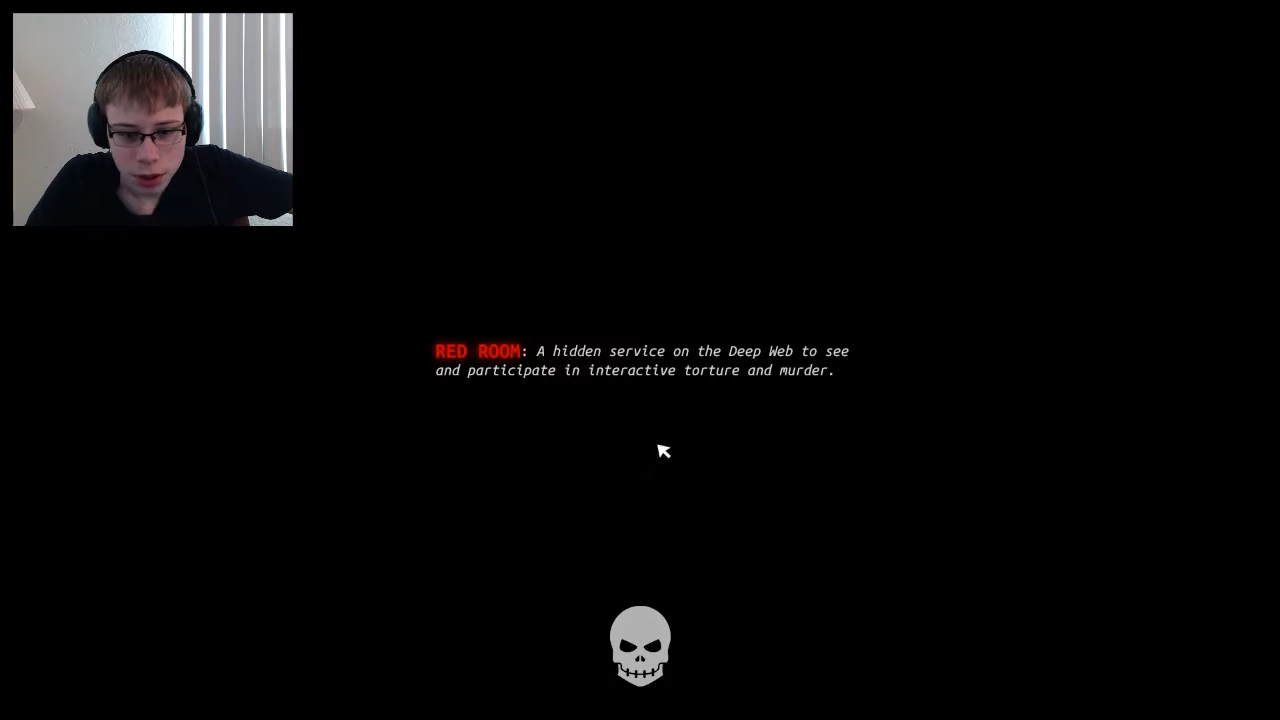 RED ROOM: A hidden service on the Deep Web to see
and participate in interactive torture and murder.